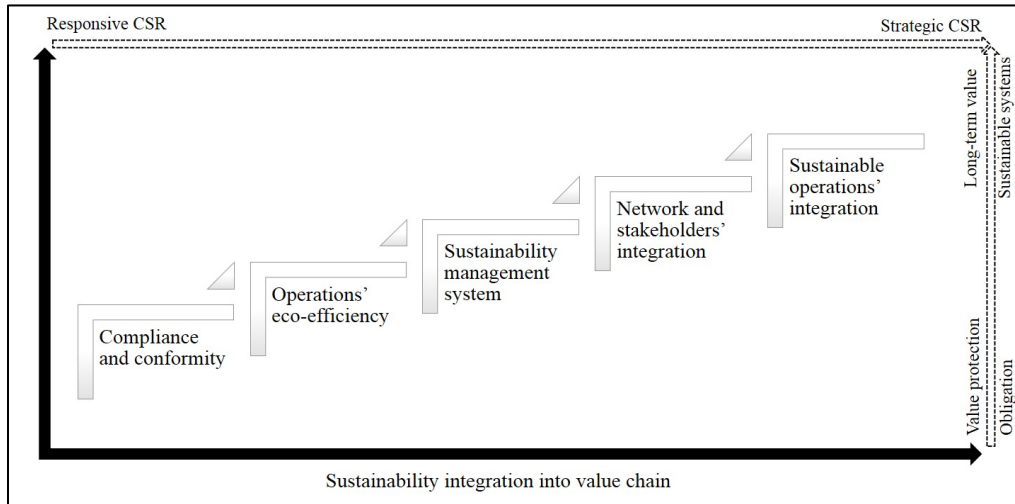 Responsive CSR
Strategic CSR
Long-term value
Sustainable systems
Sustainable
operations’
integration
Network and
stakeholders’
integration
Sustainability
management
system
Operations’
eco-efficiency
Compliance
and conformity
Value protection
Obligation
Sustainability integration into value chain